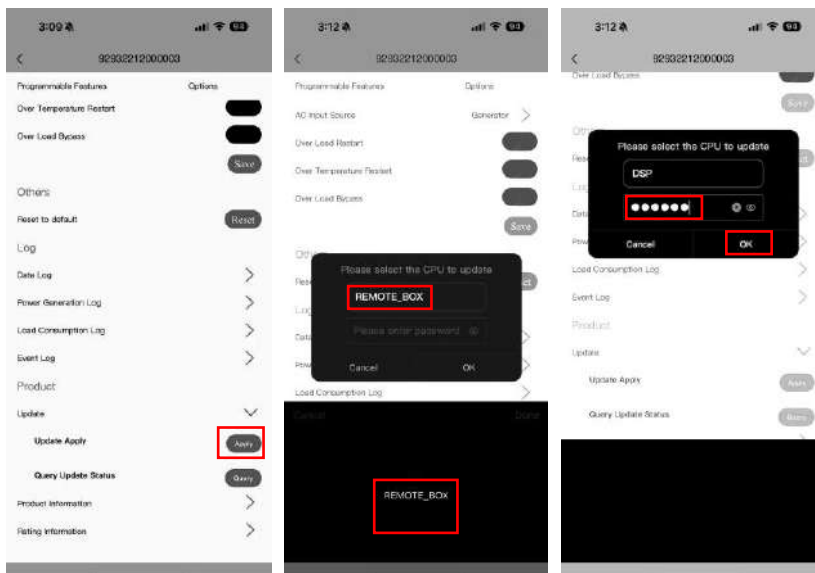 3:09
92932212000003
Programmable Features Options
Over Temperature Restart
Over Load Bypass
Save
Others
Reset to default Reset
Log
Data Log
Power Generation Log
Load Consumption Log
Event Log
Product
Update
Update Apply Apply
Query Update Status Query
Product Information
Rating Information
3:12
92932212000003
Programmable Features Options
AC Input Source Generator
Over Load Restart
Over Temperature Restart
Over Load Bypass
Save
Please select the CPU to update
REMOTE_BOX
Please enter password
Cancel OK
Load Consumption Log
Cancel Done
REMOTE_BOX
3:12
92932212000003
Over Load Bypass
Save
Please select the CPU to update
DSP
Cancel OK
Load Consumption Log
Event Log
Product
Update
Update Apply Apply
Query Update Status Query